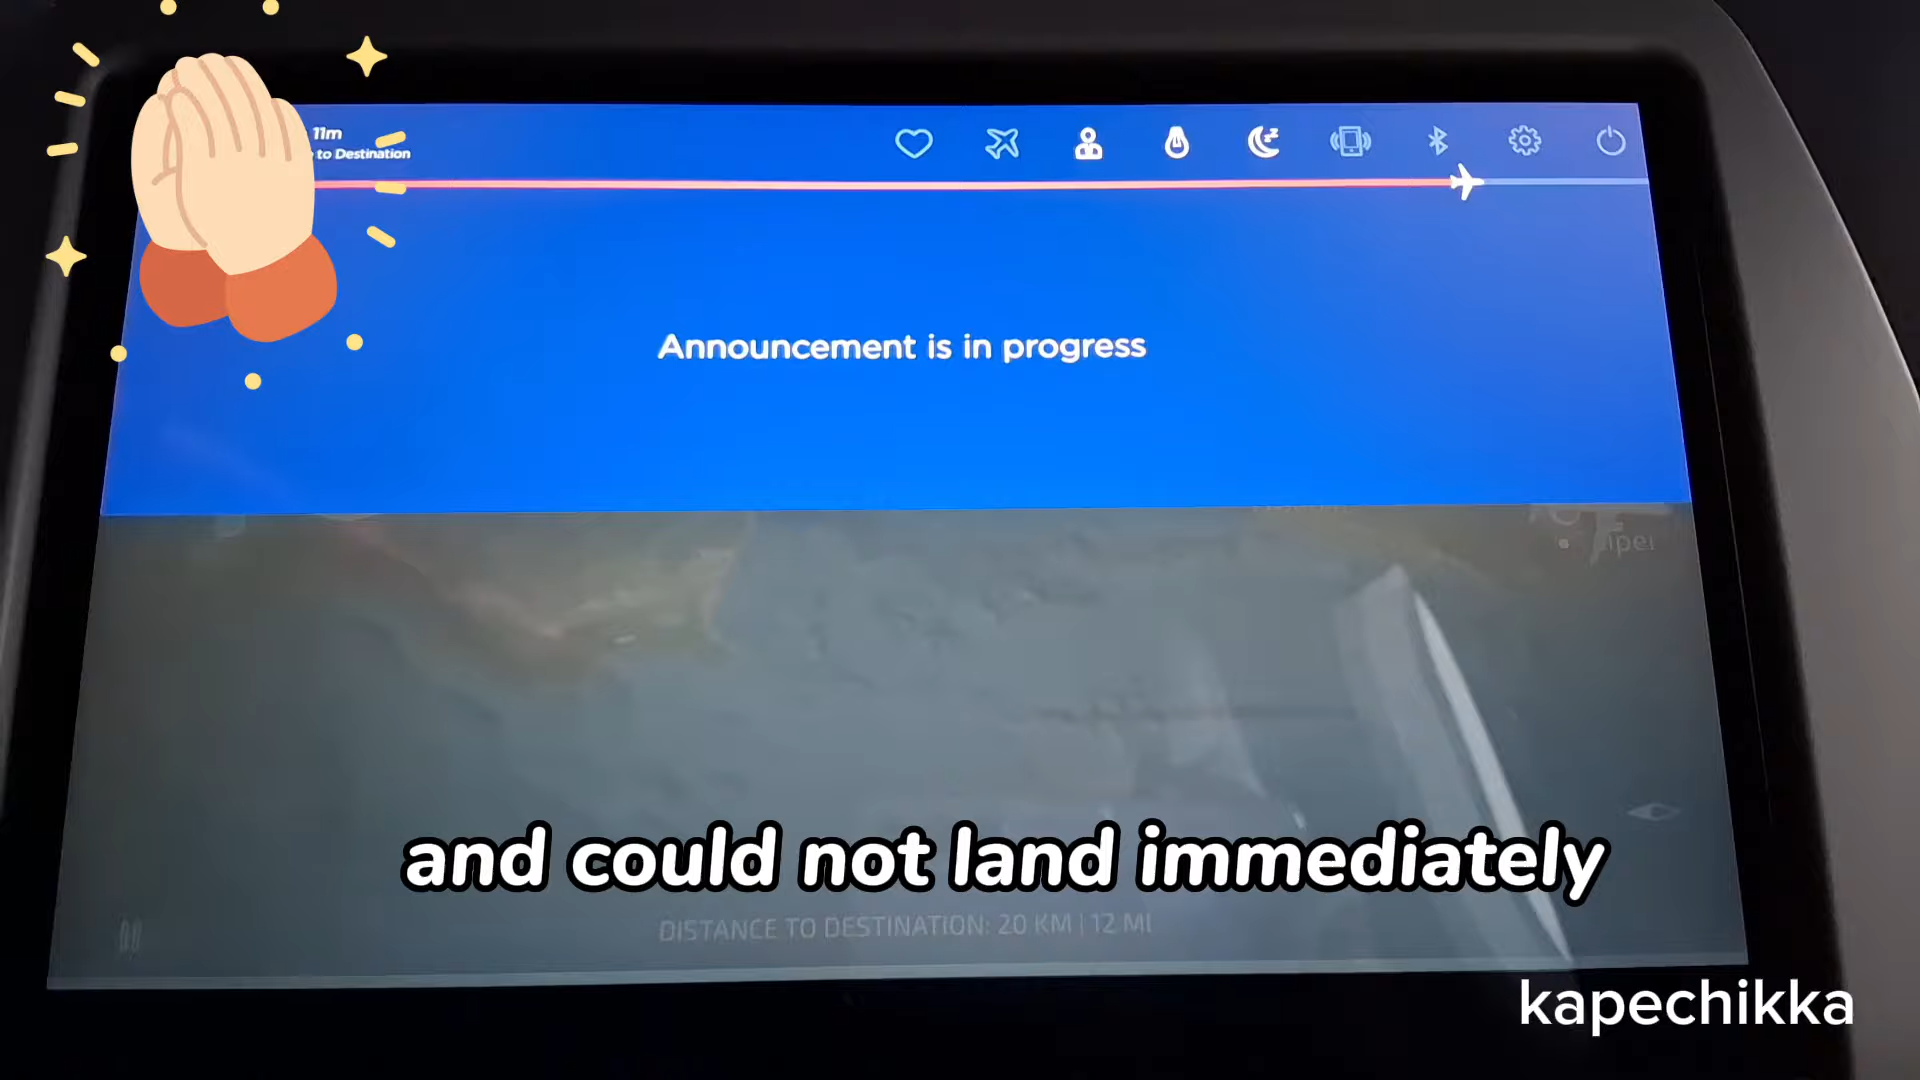 11m
to Destination
Announcement is in progress
and could not land immediately
DISTANCE TO DESTINATION: 20 KM | 12 MI
kapechikka